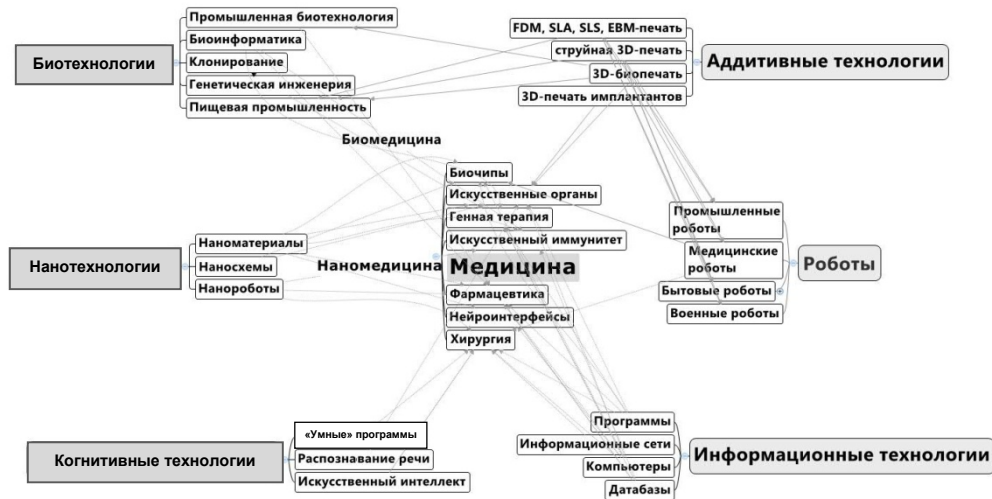 Биотехнологии
Промышленная биотехнология
Биоинформатика
Клонирование
Генетическая инженерия
Пищевая промышленность
FDM, SLA, SLS, EBM-печать
струйная 3D-печать
3D-биопечать
3D-печать имплантантов
Аддитивные технологии
Биомедицина
Биочипы
Искусственные органы
Генная терапия
Искусственный иммунитет
Наномедицина
Медицина
Фармацевтика
Нейроинтерфейсы
Хирургия
Нанотехнологии
Наноматериалы
Наносхемы
Нанороботы
Промышленные
роботы
Медицинские
роботы
Бытовые роботы
Военные роботы
Роботы
Когнитивные технологии
«Умные» программы
Распознавание речи
Искусственный интеллект
Программы
Информационные сети
Компьютеры
Датабазы
Информационные технологии